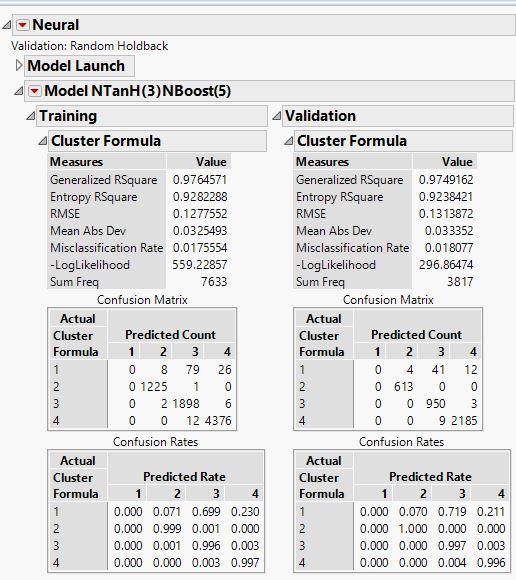 Neural
Validation: Random Holdback
Model Launch
Model NTanH(3)NBoost(5)
Training
Cluster Formula
Measures Value
Generalized RSquare 0.9764571
Entropy RSquare 0.9282288
RMSE 0.1277552
Mean Abs Dev 0.0325493
Misclassification Rate 0.0175554
-LogLikelihood 559.22857
Sum Freq 7633
Confusion Matrix
Actual
Cluster Predicted Count
Formula 1 2 3 4
1 0 8 79 26
2 0 1225 1 0
3 0 2 1898 6
4 0 0 12 4376
Confusion Rates
Actual
Cluster Predicted Rate
Formula 1 2 3 4
1 0.000 0.071 0.699 0.230
2 0.000 0.999 0.001 0.000
3 0.000 0.001 0.996 0.003
4 0.000 0.000 0.003 0.997
Validation
Cluster Formula
Measures Value
Generalized RSquare 0.9749162
Entropy RSquare 0.9238421
RMSE 0.1313872
Mean Abs Dev 0.033352
Misclassification Rate 0.018077
-LogLikelihood 296.86474
Sum Freq 3817
Confusion Matrix
Actual
Cluster Predicted Count
Formula 1 2 3 4
1 0 4 41 12
2 0 613 0 0
3 0 0 950 3
4 0 0 9 2185
Confusion Rates
Actual
Cluster Predicted Rate
Formula 1 2 3 4
1 0.000 0.070 0.719 0.211
2 0.000 1.000 0.000 0.000
3 0.000 0.000 0.997 0.003
4 0.000 0.000 0.004 0.996